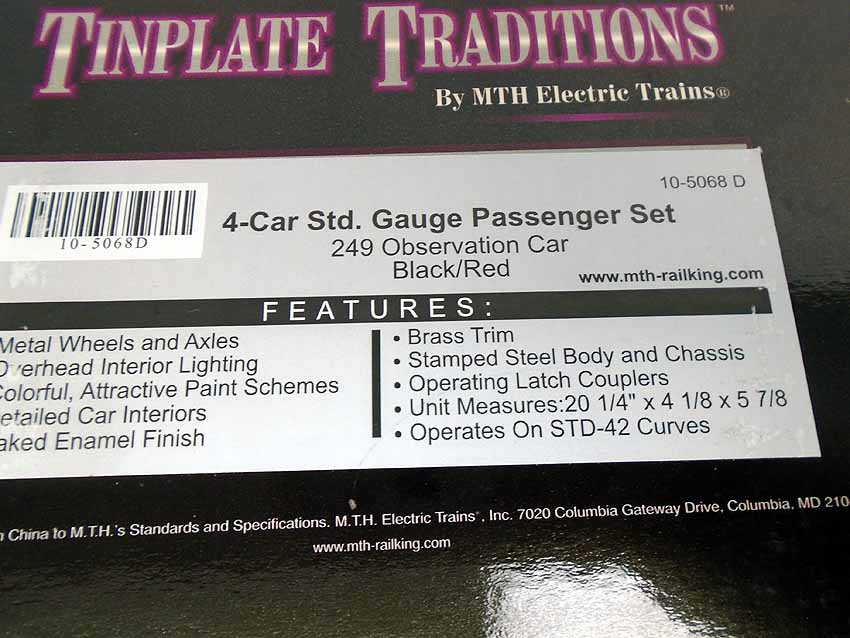 TINPLATE TRADITIONS™
By MTH Electric Trains®
10-5068 D
10-5068D
4-Car Std. Gauge Passenger Set
249 Observation Car
Black/Red
www.mth-railking.com
FEATURES:
Metal Wheels and Axles
Overhead Interior Lighting
Colorful, Attractive Paint Schemes
etailed Car Interiors
aked Enamel Finish
• Brass Trim
• Stamped Steel Body and Chassis
• Operating Latch Couplers
• Unit Measures:20 1/4" x 4 1/8 x 5 7/8
• Operates On STD-42 Curves
n China to M.T.H.'s Standards and Specifications. M.T.H. Electric Trains®, Inc. 7020 Columbia Gateway Drive, Columbia, MD 210
www.mth-railking.com